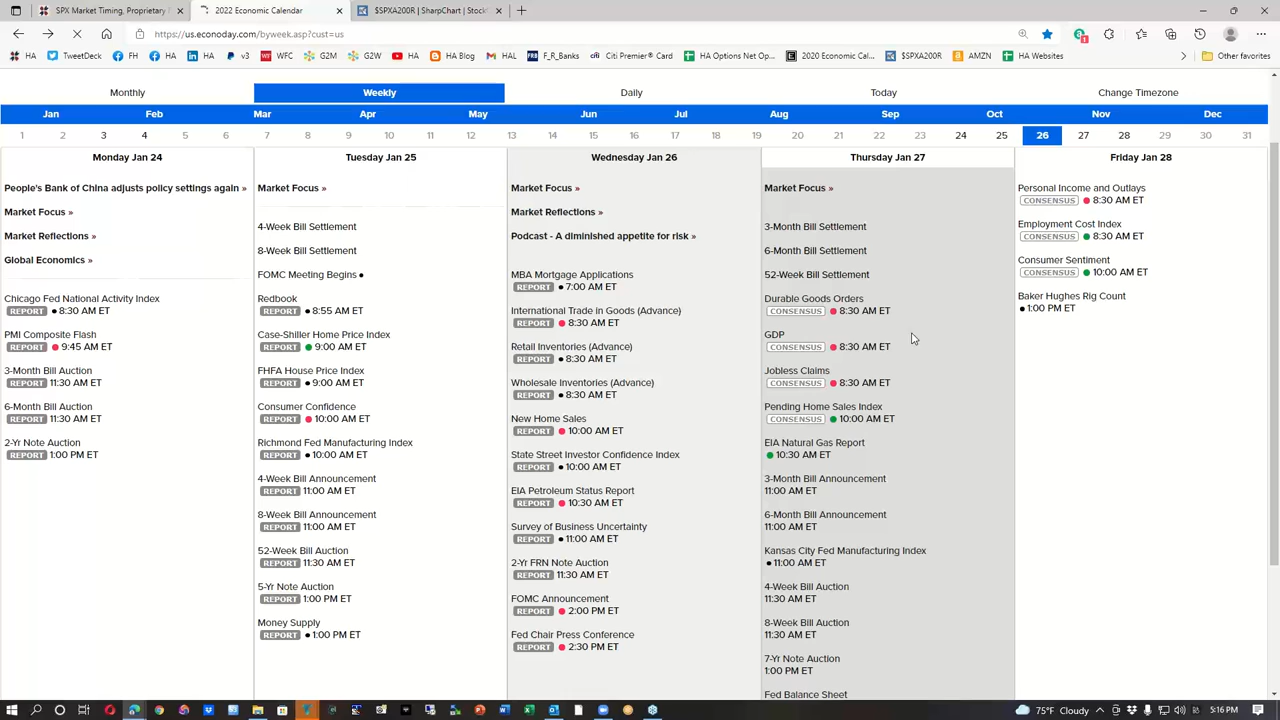 SPX Market Timing, Proprietary
2022 Economic Calendar
$SPXA200R | SharpChart | Stock
https://us.econoday.com/byweek.asp?cust=us
HA
TweetDeck
FH
HA
HA
v3
WFC
G2M
G2W
HA
HA Blog
HAL
F_R_Banks
Citi Premier® Card
HA Options Net Op...
2020 Economic Cal...
$SPXA200R
AMZN
HA Websites
Other favorites
Monthly
Weekly
Daily
Today
Change Timezone
Jan Feb Mar Apr May Jun Jul Aug Sep Oct Nov Dec
1 2 3 4 5 6 7 8 9 10 11 12 13 14 15 16 17 18 19 20 21 22 23 24 25 26 27 28 29 30 31
Monday Jan 24
People's Bank of China adjusts policy settings again »
Market Focus »
Market Reflections »
Global Economics »
Chicago Fed National Activity Index
REPORT 8:30 AM ET
PMI Composite Flash
REPORT 9:45 AM ET
3-Month Bill Auction
REPORT 11:30 AM ET
6-Month Bill Auction
REPORT 11:30 AM ET
2-Yr Note Auction
REPORT 1:00 PM ET
Tuesday Jan 25
Market Focus »
4-Week Bill Settlement
8-Week Bill Settlement
FOMC Meeting Begins
Redbook
REPORT 8:55 AM ET
Case-Shiller Home Price Index
REPORT 9:00 AM ET
FHFA House Price Index
REPORT 9:00 AM ET
Consumer Confidence
REPORT 10:00 AM ET
Richmond Fed Manufacturing Index
REPORT 10:00 AM ET
4-Week Bill Announcement
REPORT 11:00 AM ET
8-Week Bill Announcement
REPORT 11:00 AM ET
52-Week Bill Auction
REPORT 11:30 AM ET
5-Yr Note Auction
REPORT 1:00 PM ET
Money Supply
REPORT 1:00 PM ET
Wednesday Jan 26
Market Focus »
Market Reflections »
Podcast - A diminished appetite for risk »
MBA Mortgage Applications
REPORT 7:00 AM ET
International Trade in Goods (Advance)
REPORT 8:30 AM ET
Retail Inventories (Advance)
REPORT 8:30 AM ET
Wholesale Inventories (Advance)
REPORT 8:30 AM ET
New Home Sales
REPORT 10:00 AM ET
State Street Investor Confidence Index
REPORT 10:00 AM ET
EIA Petroleum Status Report
REPORT 10:30 AM ET
Survey of Business Uncertainty
REPORT 11:00 AM ET
2-Yr FRN Note Auction
REPORT 11:30 AM ET
FOMC Announcement
REPORT 2:00 PM ET
Fed Chair Press Conference
REPORT 2:30 PM ET
Thursday Jan 27
Market Focus »
3-Month Bill Settlement
6-Month Bill Settlement
52-Week Bill Settlement
Durable Goods Orders
CONSENSUS 8:30 AM ET
GDP
CONSENSUS 8:30 AM ET
Jobless Claims
CONSENSUS 8:30 AM ET
Pending Home Sales Index
CONSENSUS 10:00 AM ET
EIA Natural Gas Report
10:30 AM ET
3-Month Bill Announcement
11:00 AM ET
6-Month Bill Announcement
11:00 AM ET
Kansas City Fed Manufacturing Index
11:00 AM ET
4-Week Bill Auction
11:30 AM ET
8-Week Bill Auction
11:30 AM ET
7-Yr Note Auction
1:00 PM ET
Fed Balance Sheet
Friday Jan 28
Personal Income and Outlays
CONSENSUS 8:30 AM ET
Employment Cost Index
CONSENSUS 8:30 AM ET
Consumer Sentiment
CONSENSUS 10:00 AM ET
Baker Hughes Rig Count
1:00 PM ET
75°F Cloudy
5:16 PM